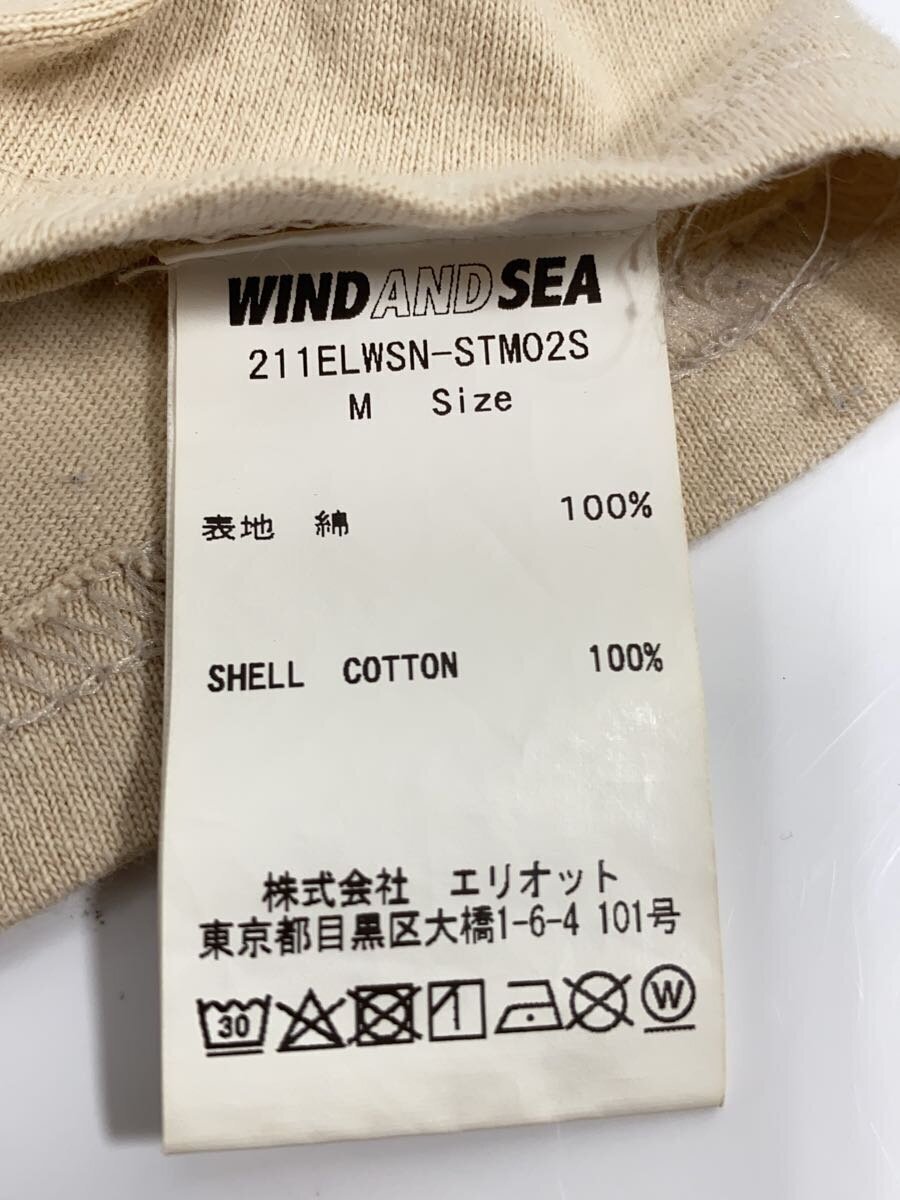 WIND AND SEA
211ELWSN-STM02S
M Size
表地 綿 100%
SHELL COTTON 100%
株式会社 エリオット
東京都目黒区大橋1-6-4 101号
30 W